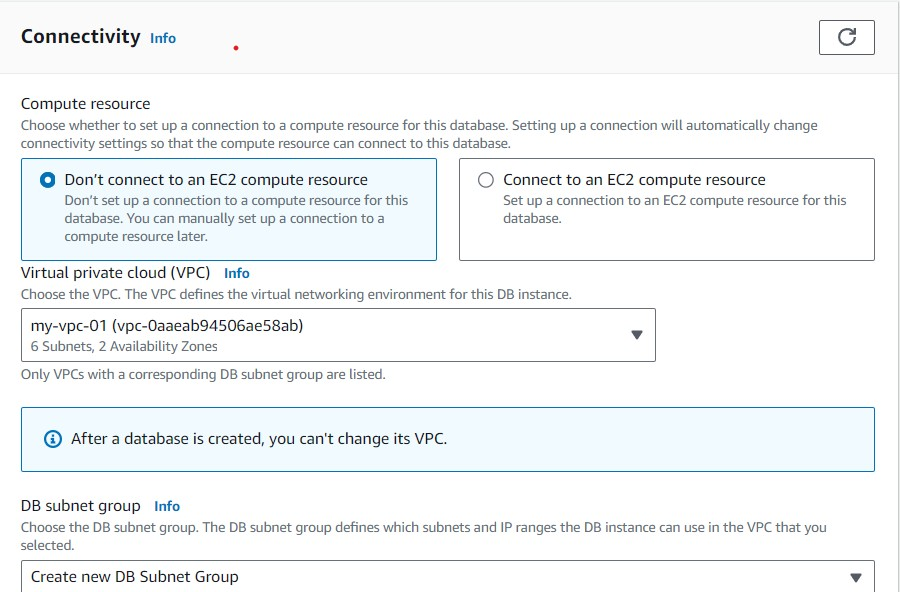 Connectivity Info
Compute resource
Choose whether to set up a connection to a compute resource for this database. Setting up a connection will automatically change
connectivity settings so that the compute resource can connect to this database.
Don’t connect to an EC2 compute resource
Don’t set up a connection to a compute resource for this
database. You can manually set up a connection to a
compute resource later.
Connect to an EC2 compute resource
Set up a connection to an EC2 compute resource for this
database.
Virtual private cloud (VPC) Info
Choose the VPC. The VPC defines the virtual networking environment for this DB instance.
my-vpc-01 (vpc-0aaeab94506ae58ab)
6 Subnets, 2 Availability Zones
Only VPCs with a corresponding DB subnet group are listed.
After a database is created, you can't change its VPC.
DB subnet group Info
Choose the DB subnet group. The DB subnet group defines which subnets and IP ranges the DB instance can use in the VPC that you
selected.
Create new DB Subnet Group